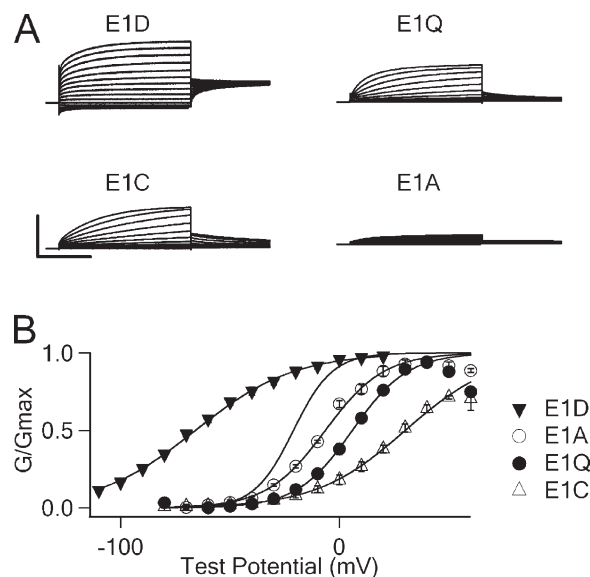 A
E1D
E1Q
E1C
E1A
B
G/Gmax
1.0
0.5
0.0
-100
0
Test Potential (mV)
E1D
E1A
E1Q
E1C